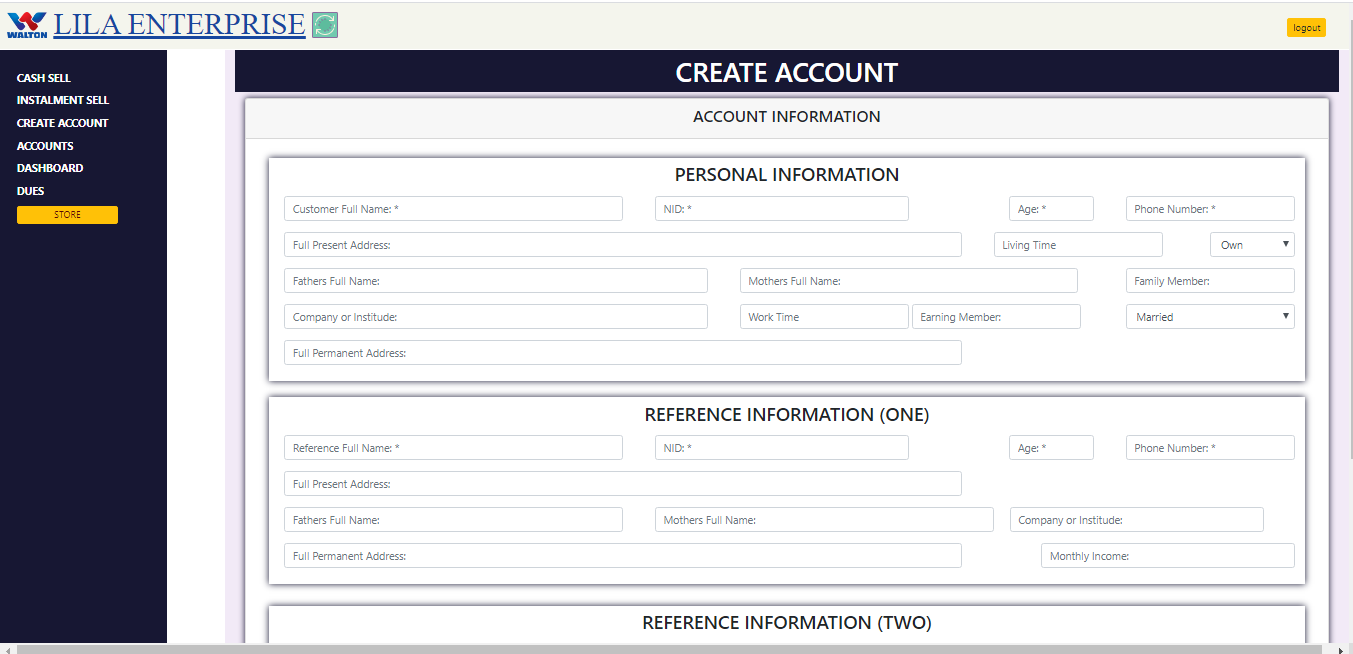 WALTON LILA ENTERPRISE
logout
CASH SELL
INSTALMENT SELL
CREATE ACCOUNT
ACCOUNTS
DASHBOARD
DUES
STORE
CREATE ACCOUNT
ACCOUNT INFORMATION
PERSONAL INFORMATION
Customer Full Name: * NID: * Age: * Phone Number: *
Full Present Address: Living Time Own
Fathers Full Name: Mothers Full Name: Family Member:
Company or Institude: Work Time Earning Member: Married
Full Permanent Address:
REFERENCE INFORMATION (ONE)
Reference Full Name: * NID: * Age: * Phone Number: *
Full Present Address:
Fathers Full Name: Mothers Full Name: Company or Institude:
Full Permanent Address: Monthly Income:
REFERENCE INFORMATION (TWO)